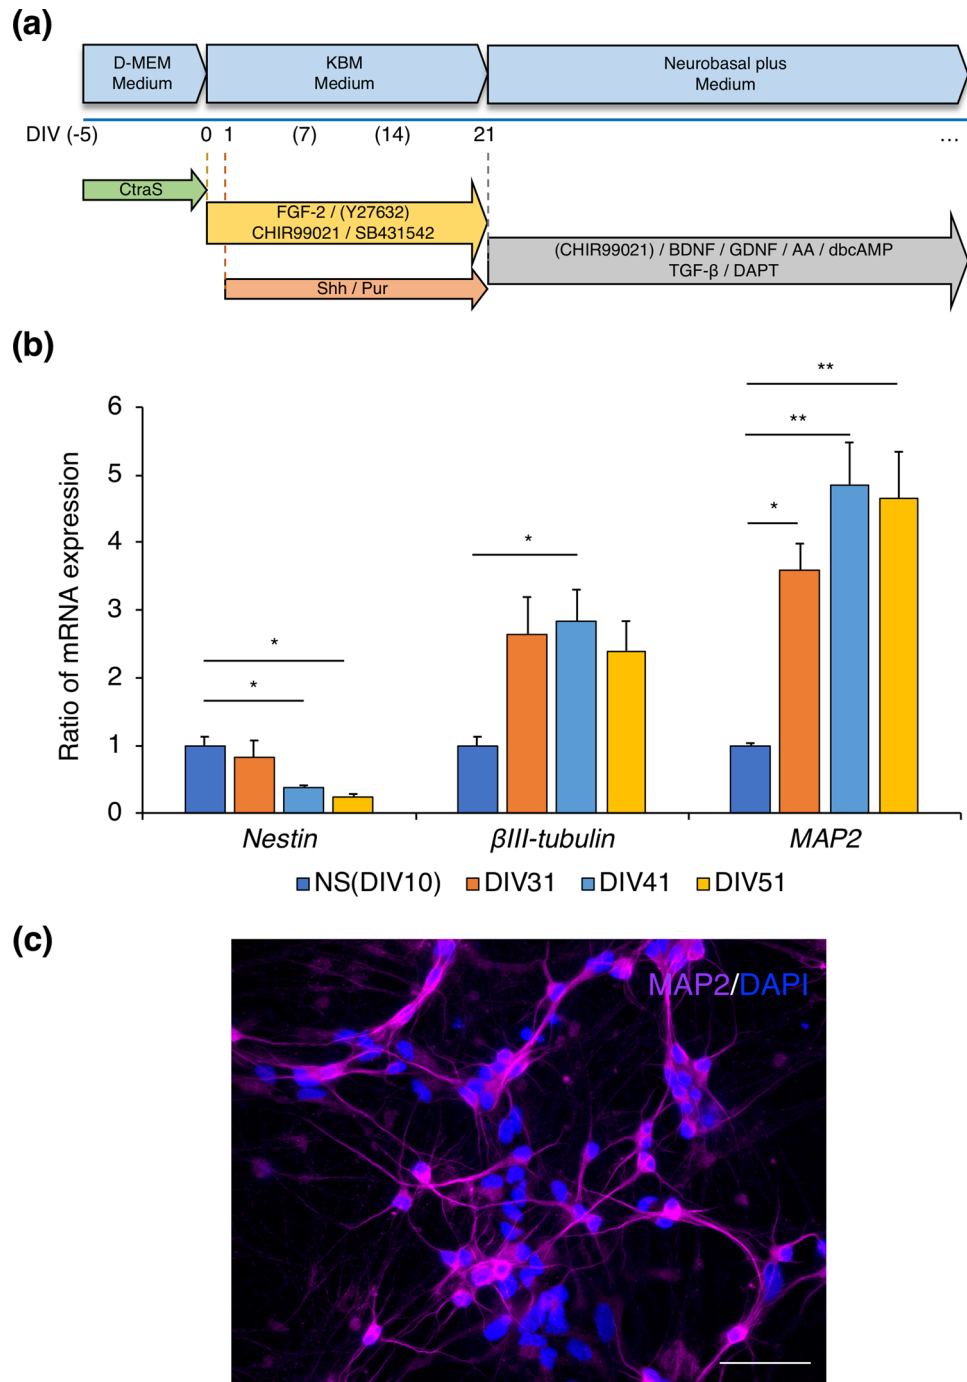 (a)
D-MEM
Medium
KBM
Medium
Neurobasal plus
Medium
DIV (-5) 0 1 (7) (14) 21 ...
CtraS
FGF-2 / (Y27632)
CHIR99021 / SB431542
(CHIR99021) / BDNF / GDNF / AA / dbcAMP
TGF-β / DAPT
Shh / Pur
(b)
Ratio of mRNA expression
6
5
4
3
2
1
0
*
*
*
**
**
*
Nestin βIII-tubulin MAP2
NS(DIV10) DIV31 DIV41 DIV51
(c)
MAP2/DAPI